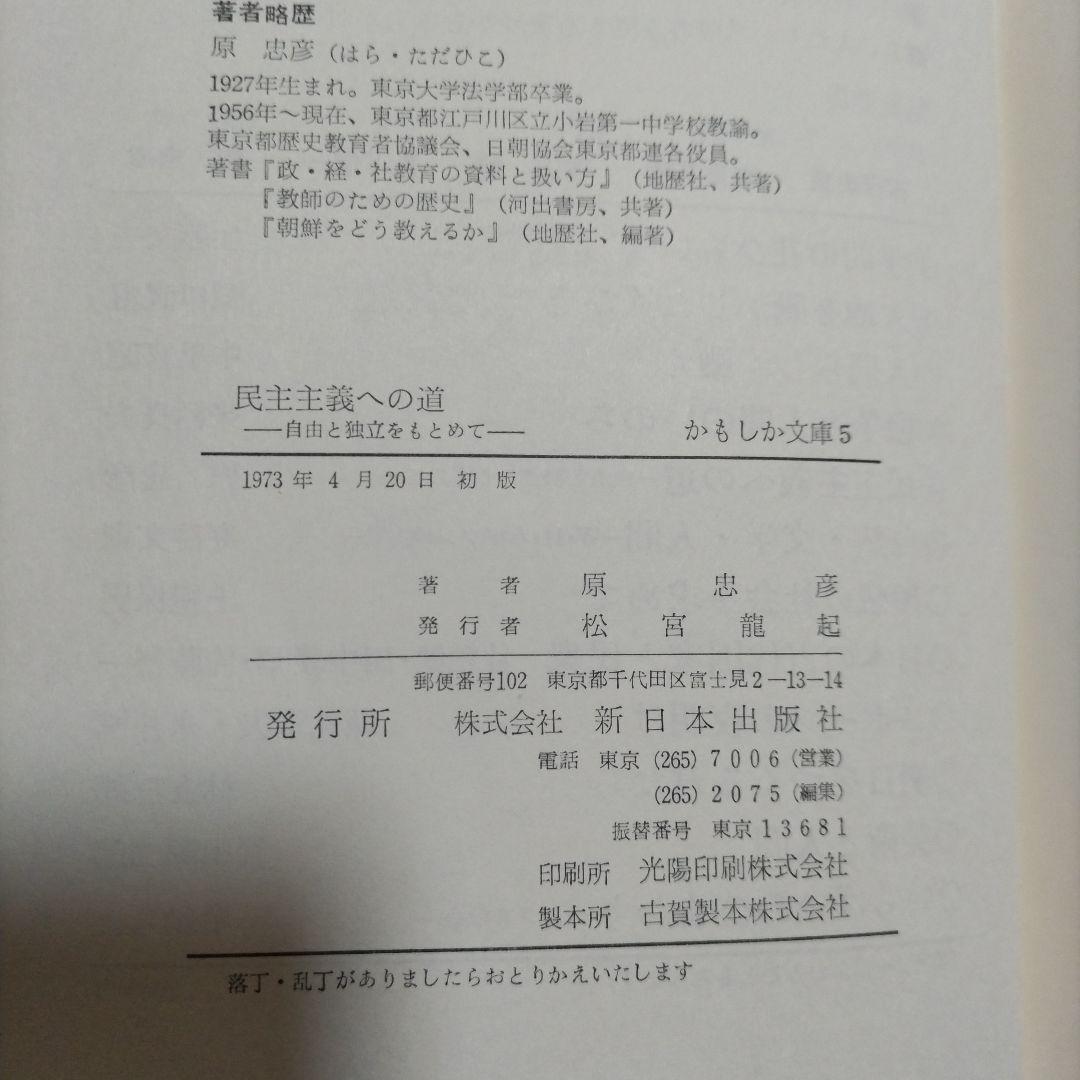 著者略歴
原 忠彦(はら・ただひこ)
1927年生まれ。東京大学法学部卒業。
1956年〜現在、東京都江戸川区立小岩第一中学校教諭。
東京都歴史教育者協議会、日朝協会東京都連各役員。
著書『政・経・社教育の資料と扱い方』(地歴社、共著)
『教師のための歴史』(河出書房、共著)
『朝鮮をどう教えるか』(地歴社、編著)
民主主義への道
──自由と独立をもとめて── かもしか文庫5
1973年4月20日 初版
著者 原忠彦
発行者 松宮龍起
郵便番号102 東京都千代田区富士見2−13−14
発行所 株式会社 新日本出版社
電話 東京(265)7006(営業)
(265)2075(編集)
振替番号 東京13681
印刷所 光陽印刷株式会社
製本所 古賀製本株式会社
落丁・乱丁がありましたらおとりかえいたします